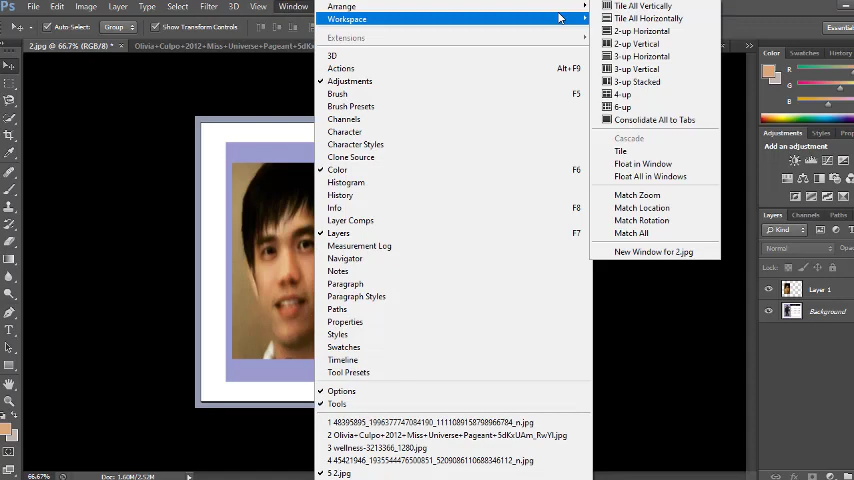 Ps
File
Edit
Image
Layer
Type
Select
Filter
3D
View
Window
Auto-Select:
Group
Show Transform Controls
Essentials
2.jpg @ 66.7% (RGB/8) *
Olivia+Culpo+2012+Miss+Universe+P
Arrange
Workspace
Extensions
3D
Actions Alt+F9
Adjustments
Brush F5
Brush Presets
Channels
Character
Character Styles
Clone Source
Color F6
Histogram
History
Info F8
Layer Comps
Layers F7
Measurement Log
Navigator
Notes
Paragraph
Paragraph Styles
Paths
Properties
Styles
Swatches
Timeline
Tool Presets
Options
Tools
2 Olivia+Culpo+2012+Miss+Universe+Pageant+5dKxUAm_RwYl.jpg
3 wellness-3213366_1280.jpg
4 45421946_1935544476500851_5209086110688346112_n.jpg
5 2.jpg
Tile All Vertically
Tile All Horizontally
2-up Horizontal
2-up Vertical
3-up Horizontal
3-up Vertical
3-up Stacked
4-up
6-up
Consolidate All to Tabs
Cascade
Tile
Float in Window
Float All in Windows
Match Zoom
Match Location
Match Rotation
Match All
New Window for 2.jpg
Color
Swatches
R
G
B
Adjustments
Styles
Add an adjustment
Layers
Channels
Paths
Kind
Normal
Lock:
Layer 1
Background
66.67%
Doc: 1.60M/2.52M